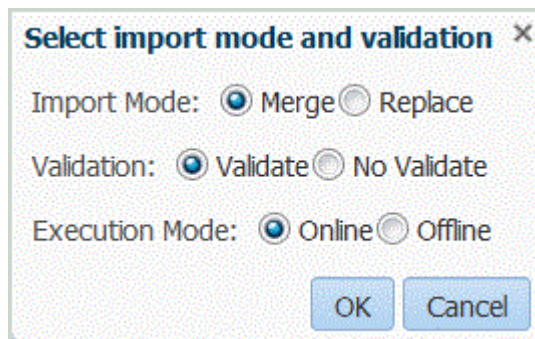 Select import mode and validation ×
Import Mode: Merge Replace
Validation: Validate No Validate
Execution Mode: Online Offline
OK Cancel